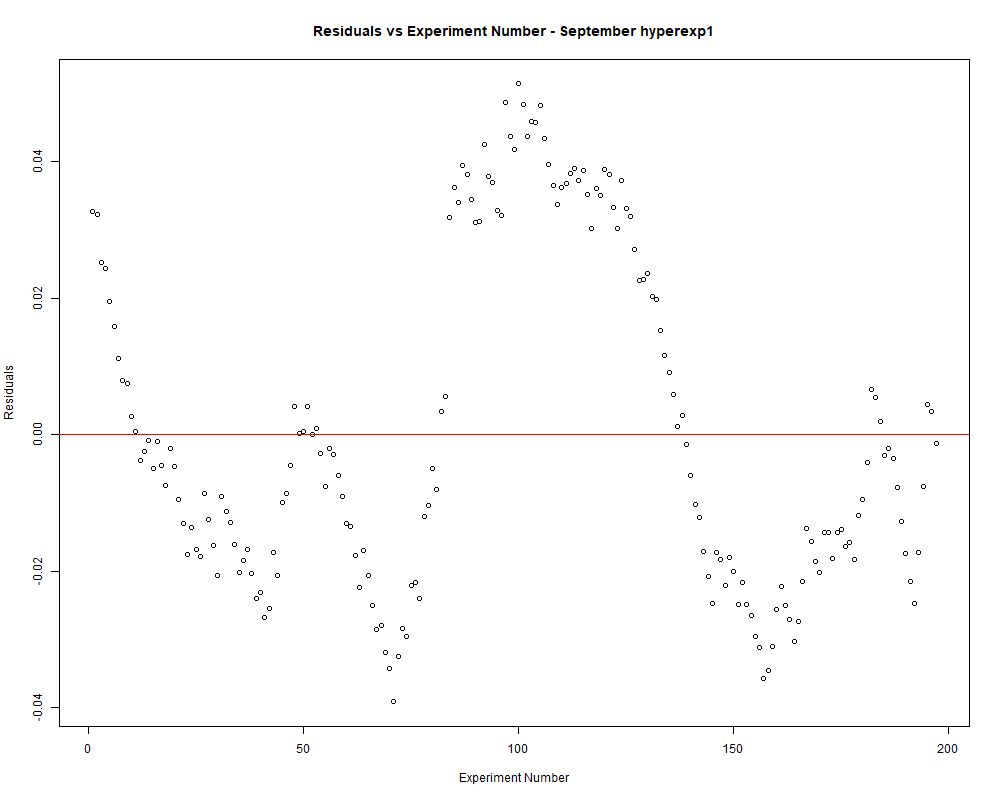 Residuals vs Experiment Number - September hyperexp1
Residuals
0.04
0.02
0.00
-0.02
-0.04
0 50 100 150 200
Experiment Number